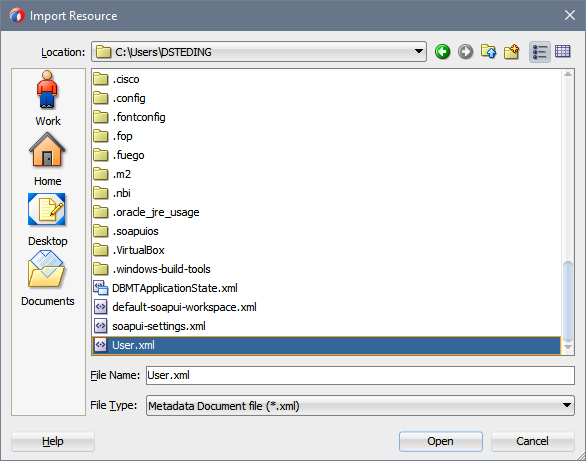 Import Resource
Location: C:\Users\DSTEDING
Work
Home
Desktop
Documents
.cisco
.config
.fontconfig
.fop
.fuego
.m2
.nbi
.oracle_jre_usage
.soapuios
.VirtualBox
.windows-build-tools
DBMTApplicationState.xml
default-soapui-workspace.xml
soapui-settings.xml
User.xml
File Name: User.xml
File Type: Metadata Document file (*.xml)
Help Open Cancel